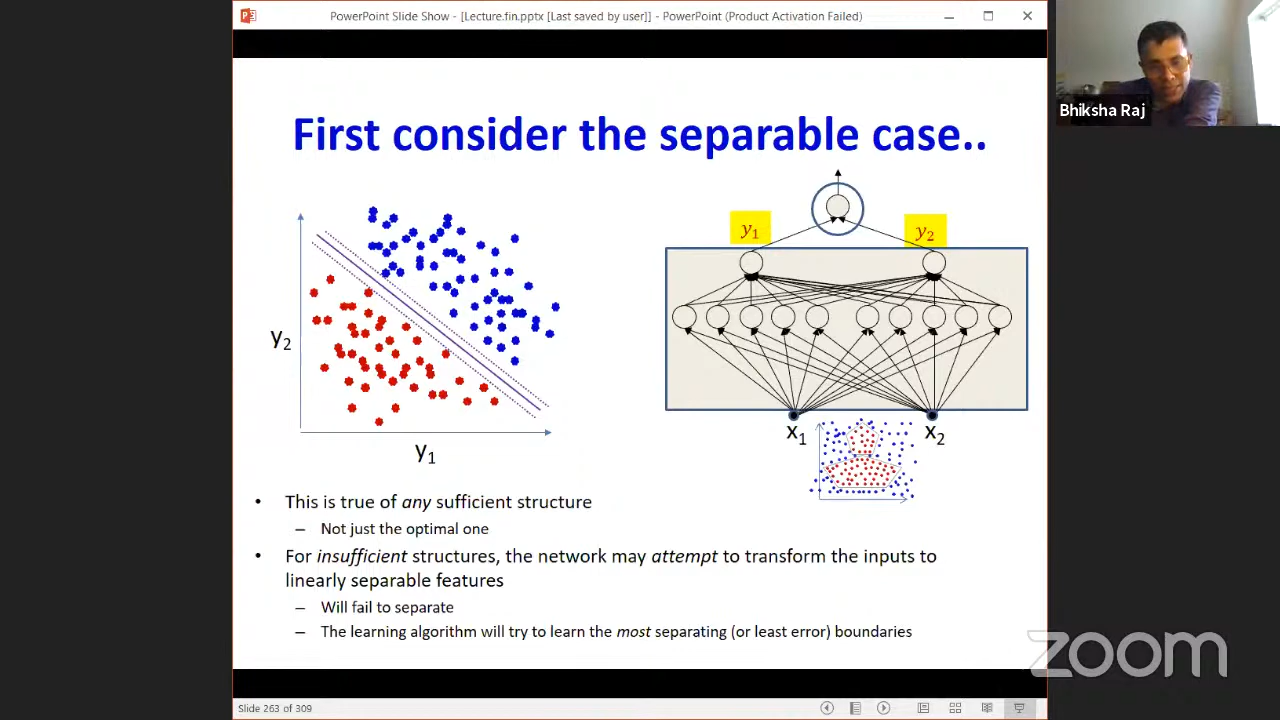 PowerPoint Slide Show - [Lecture.fin.pptx [Last saved by user]] - PowerPoint (Product Activation Failed)
Bhiksha Raj
First consider the separable case..
y₁
y₂
y₂
y₁
x₁
x₂
• This is true of any sufficient structure
– Not just the optimal one
• For insufficient structures, the network may attempt to transform the inputs to
linearly separable features
– Will fail to separate
– The learning algorithm will try to learn the most separating (or least error) boundaries
zoom
Slide 263 of 309